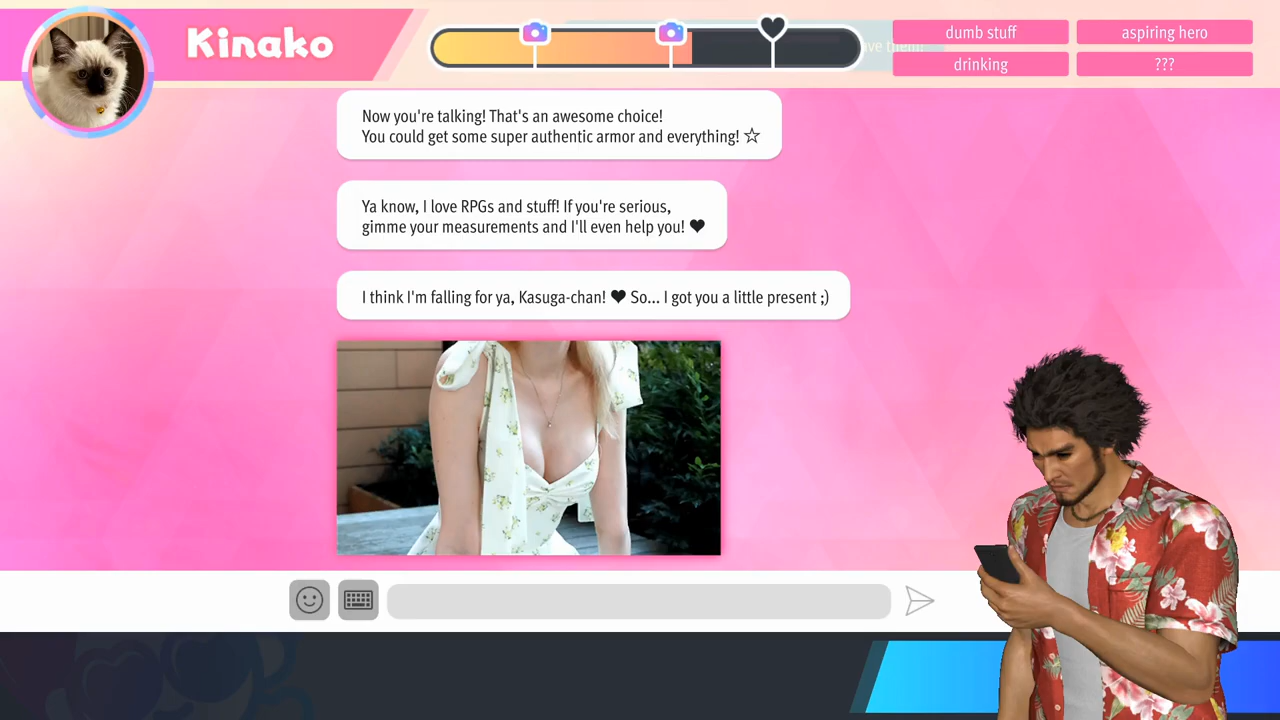 Kinako
ave them
dumb stuff
aspiring hero
drinking
???
Now you're talking! That's an awesome choice!
You could get some super authentic armor and everything! ☆
Ya know, I love RPGs and stuff! If you're serious,
gimme your measurements and I'll even help you! ♥
I think I'm falling for ya, Kasuga-chan! ♥ So... I got you a little present ;)